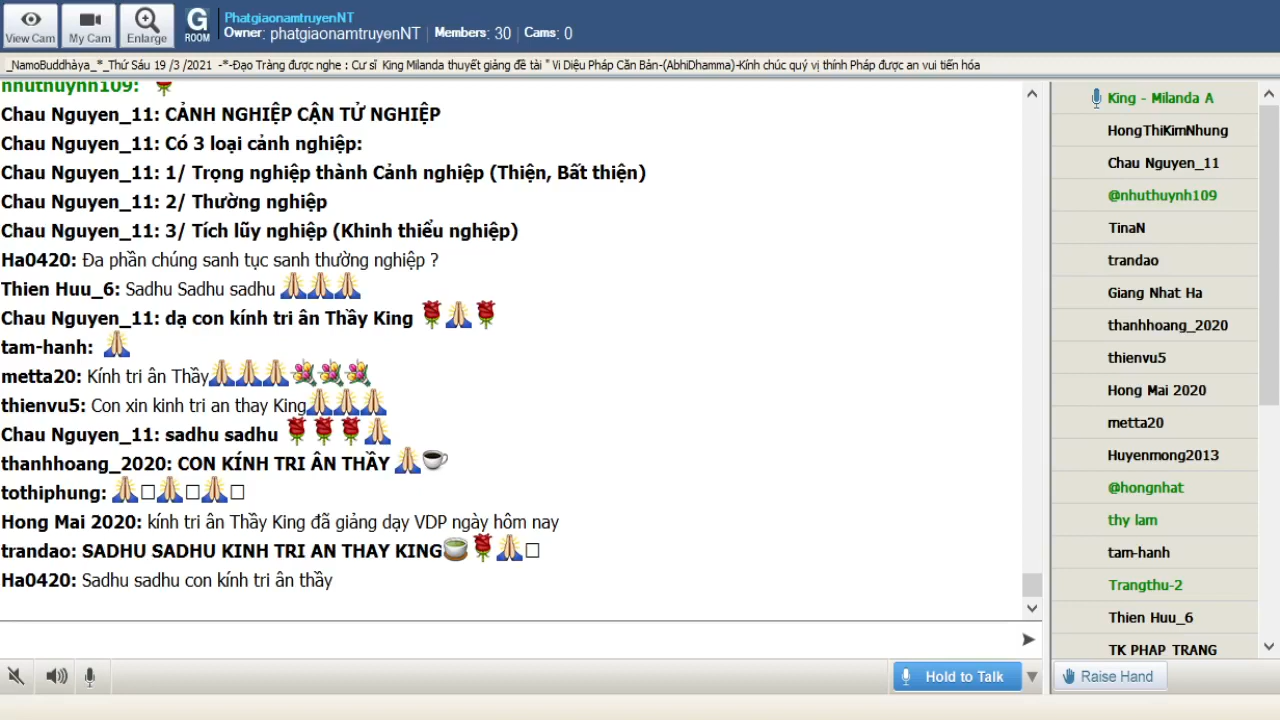 View Cam
My Cam
Enlarge
G
ROOM
PhatgiaonamtruyenNT
Owner: phatgiaonamtruyenNT | Members: 30 | Cams: 0
_NamoBuddhàya_*_Thứ Sáu 19 /3 /2021 -*-Đạo Tràng được nghe : Cư sĩ King Milanda thuyết giảng đề tài " Vi Diệu Pháp Căn Bản-(AbhiDhamma)-Kính chúc quý vị thính Pháp được an vui tiến hóa
nhuthuynh109:
Chau Nguyen_11: CẢNH NGHIỆP CẬN TỬ NGHIỆP
Chau Nguyen_11: Có 3 loại cảnh nghiệp:
Chau Nguyen_11: 1/ Trọng nghiệp thành Cảnh nghiệp (Thiện, Bất thiện)
Chau Nguyen_11: 2/ Thường nghiệp
Chau Nguyen_11: 3/ Tích lũy nghiệp (Khinh thiểu nghiệp)
Ha0420: Đa phần chúng sanh tục sanh thường nghiệp ?
Thien Huu_6: Sadhu Sadhu sadhu 🙏🙏🙏
Chau Nguyen_11: dạ con kính tri ân Thầy King 🌹🙏🌹
tam-hanh: 🙏
metta20: Kính tri ân Thầy🙏🙏🙏💐💐💐
thienvu5: Con xin kinh tri an thay King🙏🙏🙏
Chau Nguyen_11: sadhu sadhu 🌹🌹🌹🙏
thanhhoang_2020: CON KÍNH TRI ÂN THẦY 🙏☕
tothiphung: 🙏□🙏□🙏□
Hong Mai 2020: kính tri ân Thầy King đã giảng dạy VDP ngày hôm nay
trandao: SADHU SADHU KINH TRI AN THAY KING🍵🌹🙏□
Ha0420: Sadhu sadhu con kính tri ân thầy
Hold to Talk
King - Milanda A
HongThiKimNhung
Chau Nguyen_11
@nhuthuynh109
TinaN
trandao
Giang Nhat Ha
thanhhoang_2020
thienvu5
Hong Mai 2020
metta20
Huyenmong2013
@hongnhat
thy lam
tam-hanh
Trangthu-2
Thien Huu_6
TK PHAP TRANG
Raise Hand